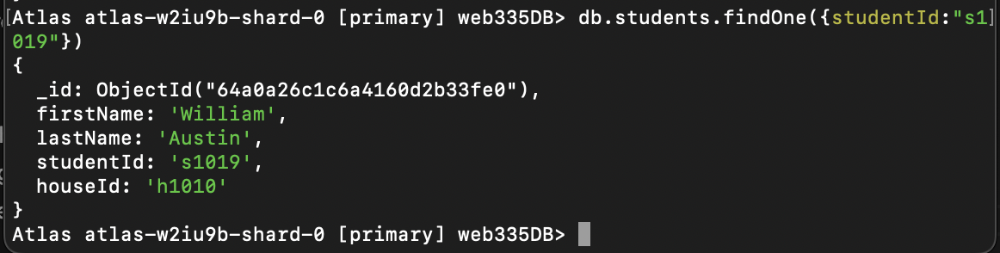 [Atlas atlas-w2iu9b-shard-0 [primary] web335DB> db.students.findOne({studentId:"s1]
019"})
{
  _id: ObjectId("64a0a26c1c6a4160d2b33fe0"),
  firstName: 'William',
  lastName: 'Austin',
  studentId: 's1019',
  houseId: 'h1010'
}
Atlas atlas-w2iu9b-shard-0 [primary] web335DB>